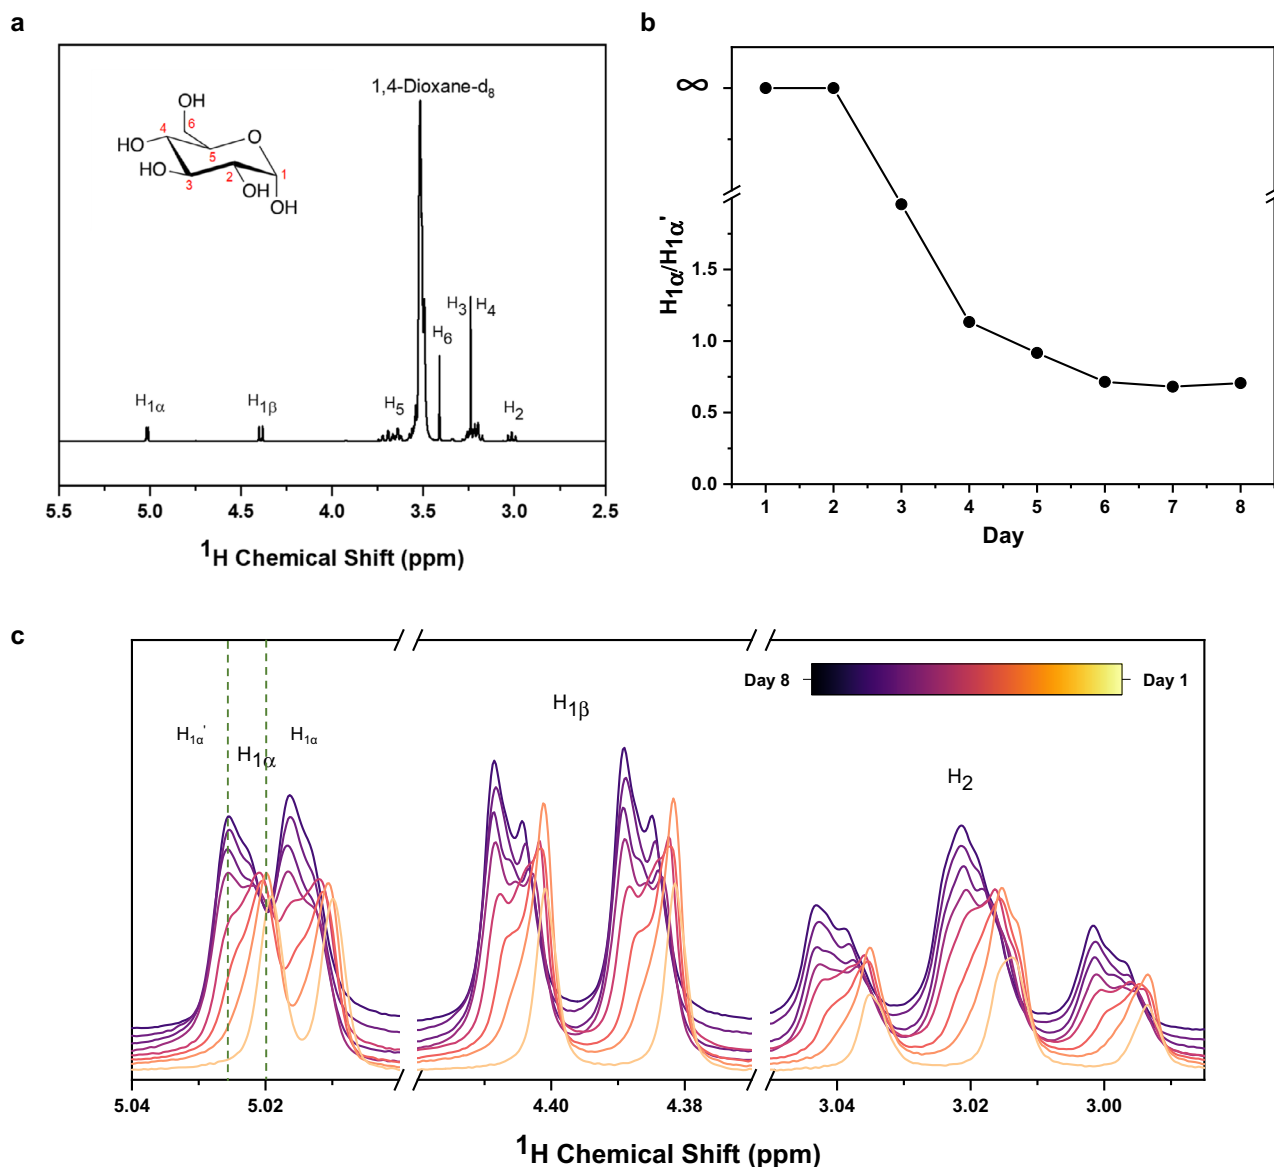 a
1,4-Dioxane-d8
OH
6
4
HO
O
5
HO
3
2
OH
1
OH
H3 H4
H6
H1α
H1β
H5
H2
5.5 5.0 4.5 4.0 3.5 3.0 2.5
1H Chemical Shift (ppm)
b
∞
1.5
1.0
0.5
0.0
H1α/H1α'
1 2 3 4 5 6 7 8
Day
c
Day 8
Day 1
H1α'
H1α
H1α
H1β
H2
5.04 5.02 4.40 4.38 3.04 3.02 3.00
1H Chemical Shift (ppm)